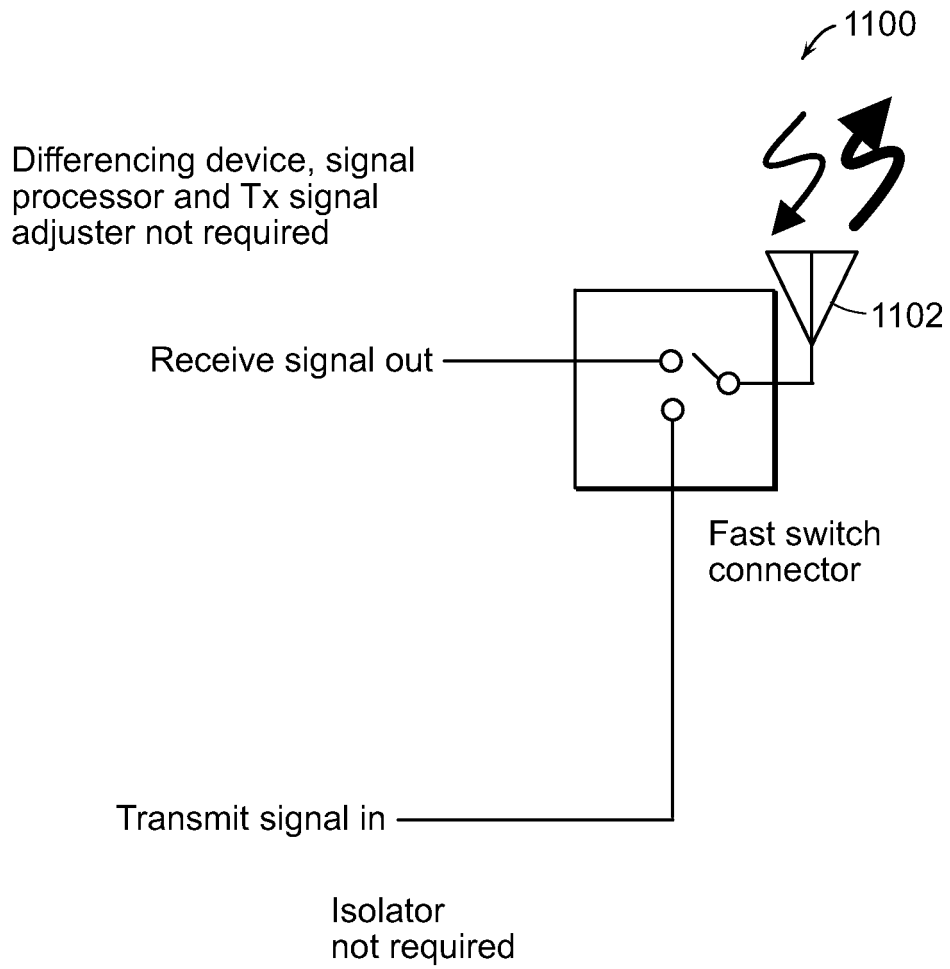 1100
Differencing device, signal
processor and Tx signal
adjuster not required
1102
Receive signal out
Fast switch
connector
Transmit signal in
Isolator
not required